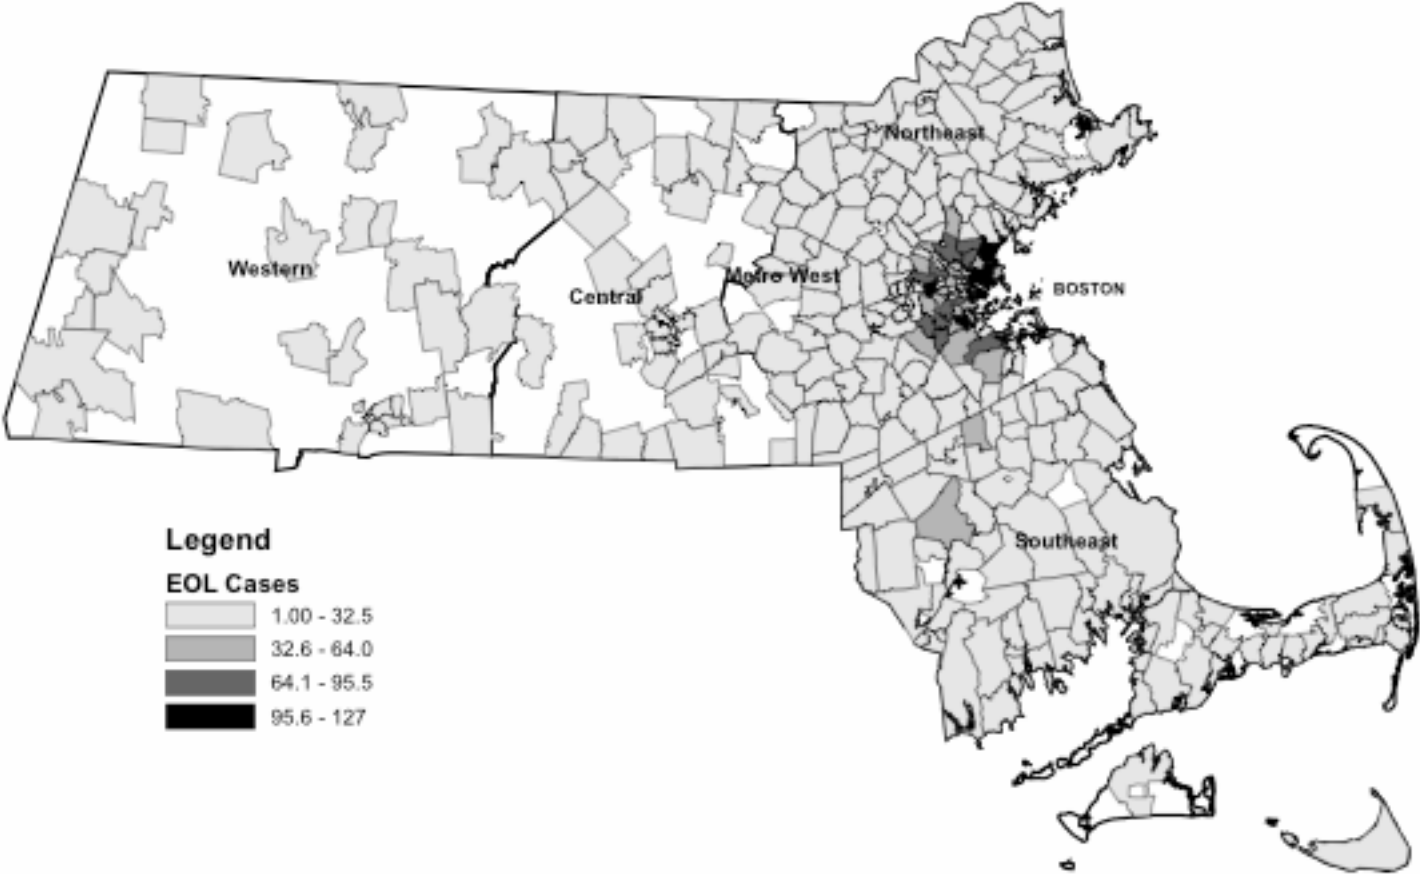 Northeast
Western
Metro West
Central
BOSTON
Southeast
Legend
EOL Cases
1.00 - 32.5
32.6 - 64.0
64.1 - 95.5
95.6 - 127